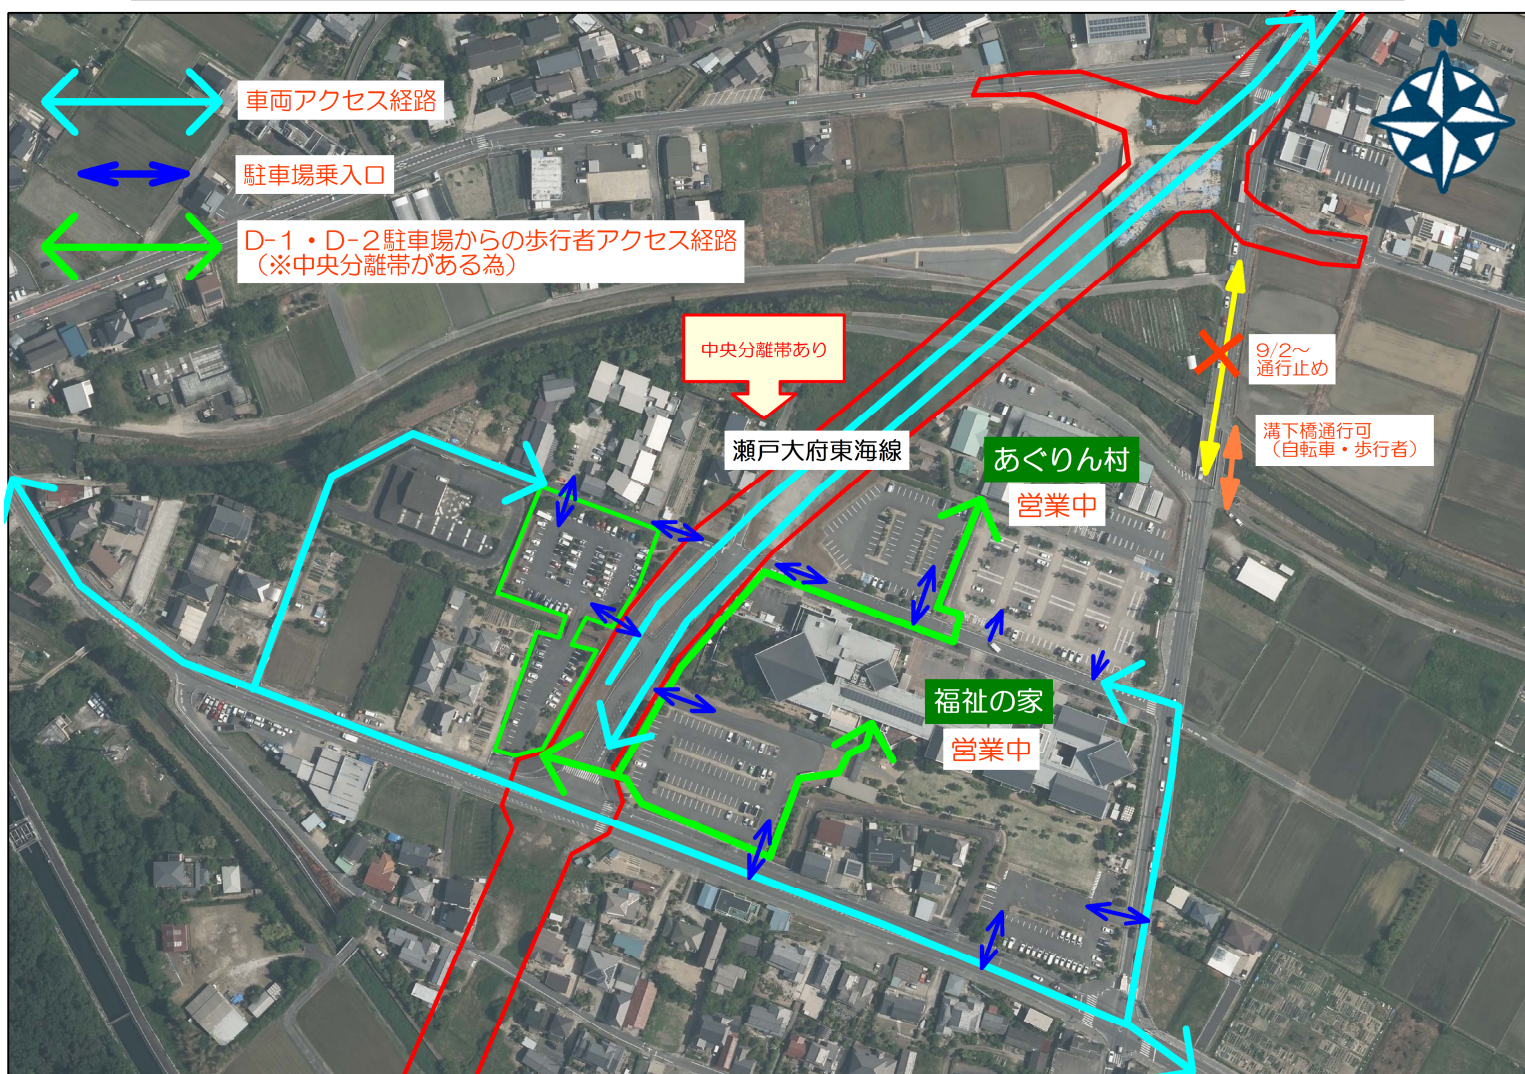 N
車両アクセス経路
駐車場乗入口
D-1・D-2駐車場からの歩行者アクセス経路
（※中央分離帯がある為）
中央分離帯あり
9/2～
通行止め
溝下橋通行可
（自転車・歩行者）
瀬戸大府東海線
あぐりん村
営業中
福祉の家
営業中